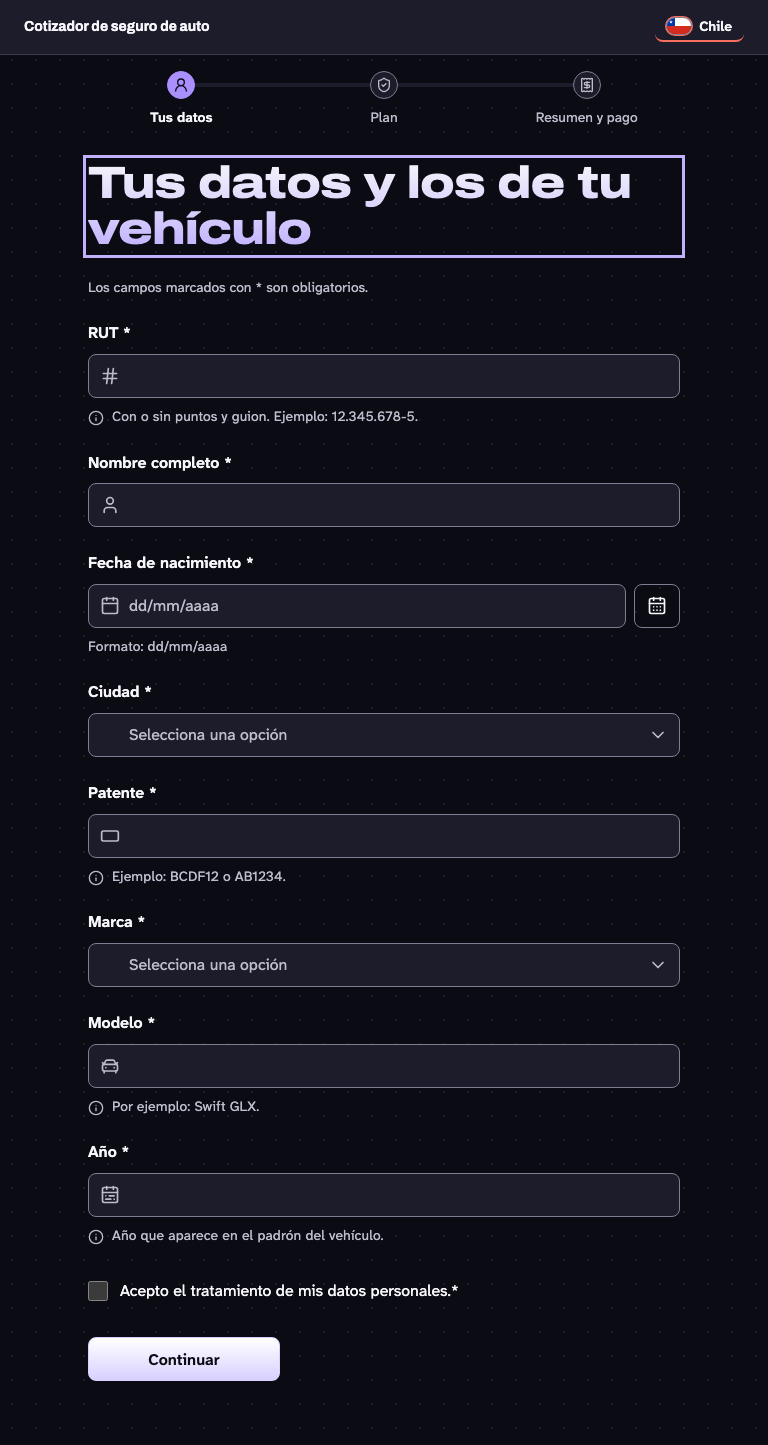 Cotizador de seguro de auto
Chile
Tus datos
Plan
Resumen y pago
Tus datos y los de tu
vehículo
Los campos marcados con * son obligatorios.
RUT *
Con o sin puntos y guion. Ejemplo: 12.345.678-5.
Nombre completo *
Fecha de nacimiento *
dd/mm/aaaa
Formato: dd/mm/aaaa
Ciudad *
Selecciona una opción
Patente *
Ejemplo: BCDF12 o AB1234.
Marca *
Selecciona una opción
Modelo *
Por ejemplo: Swift GLX.
Año *
Año que aparece en el padrón del vehículo.
Acepto el tratamiento de mis datos personales.*
Continuar